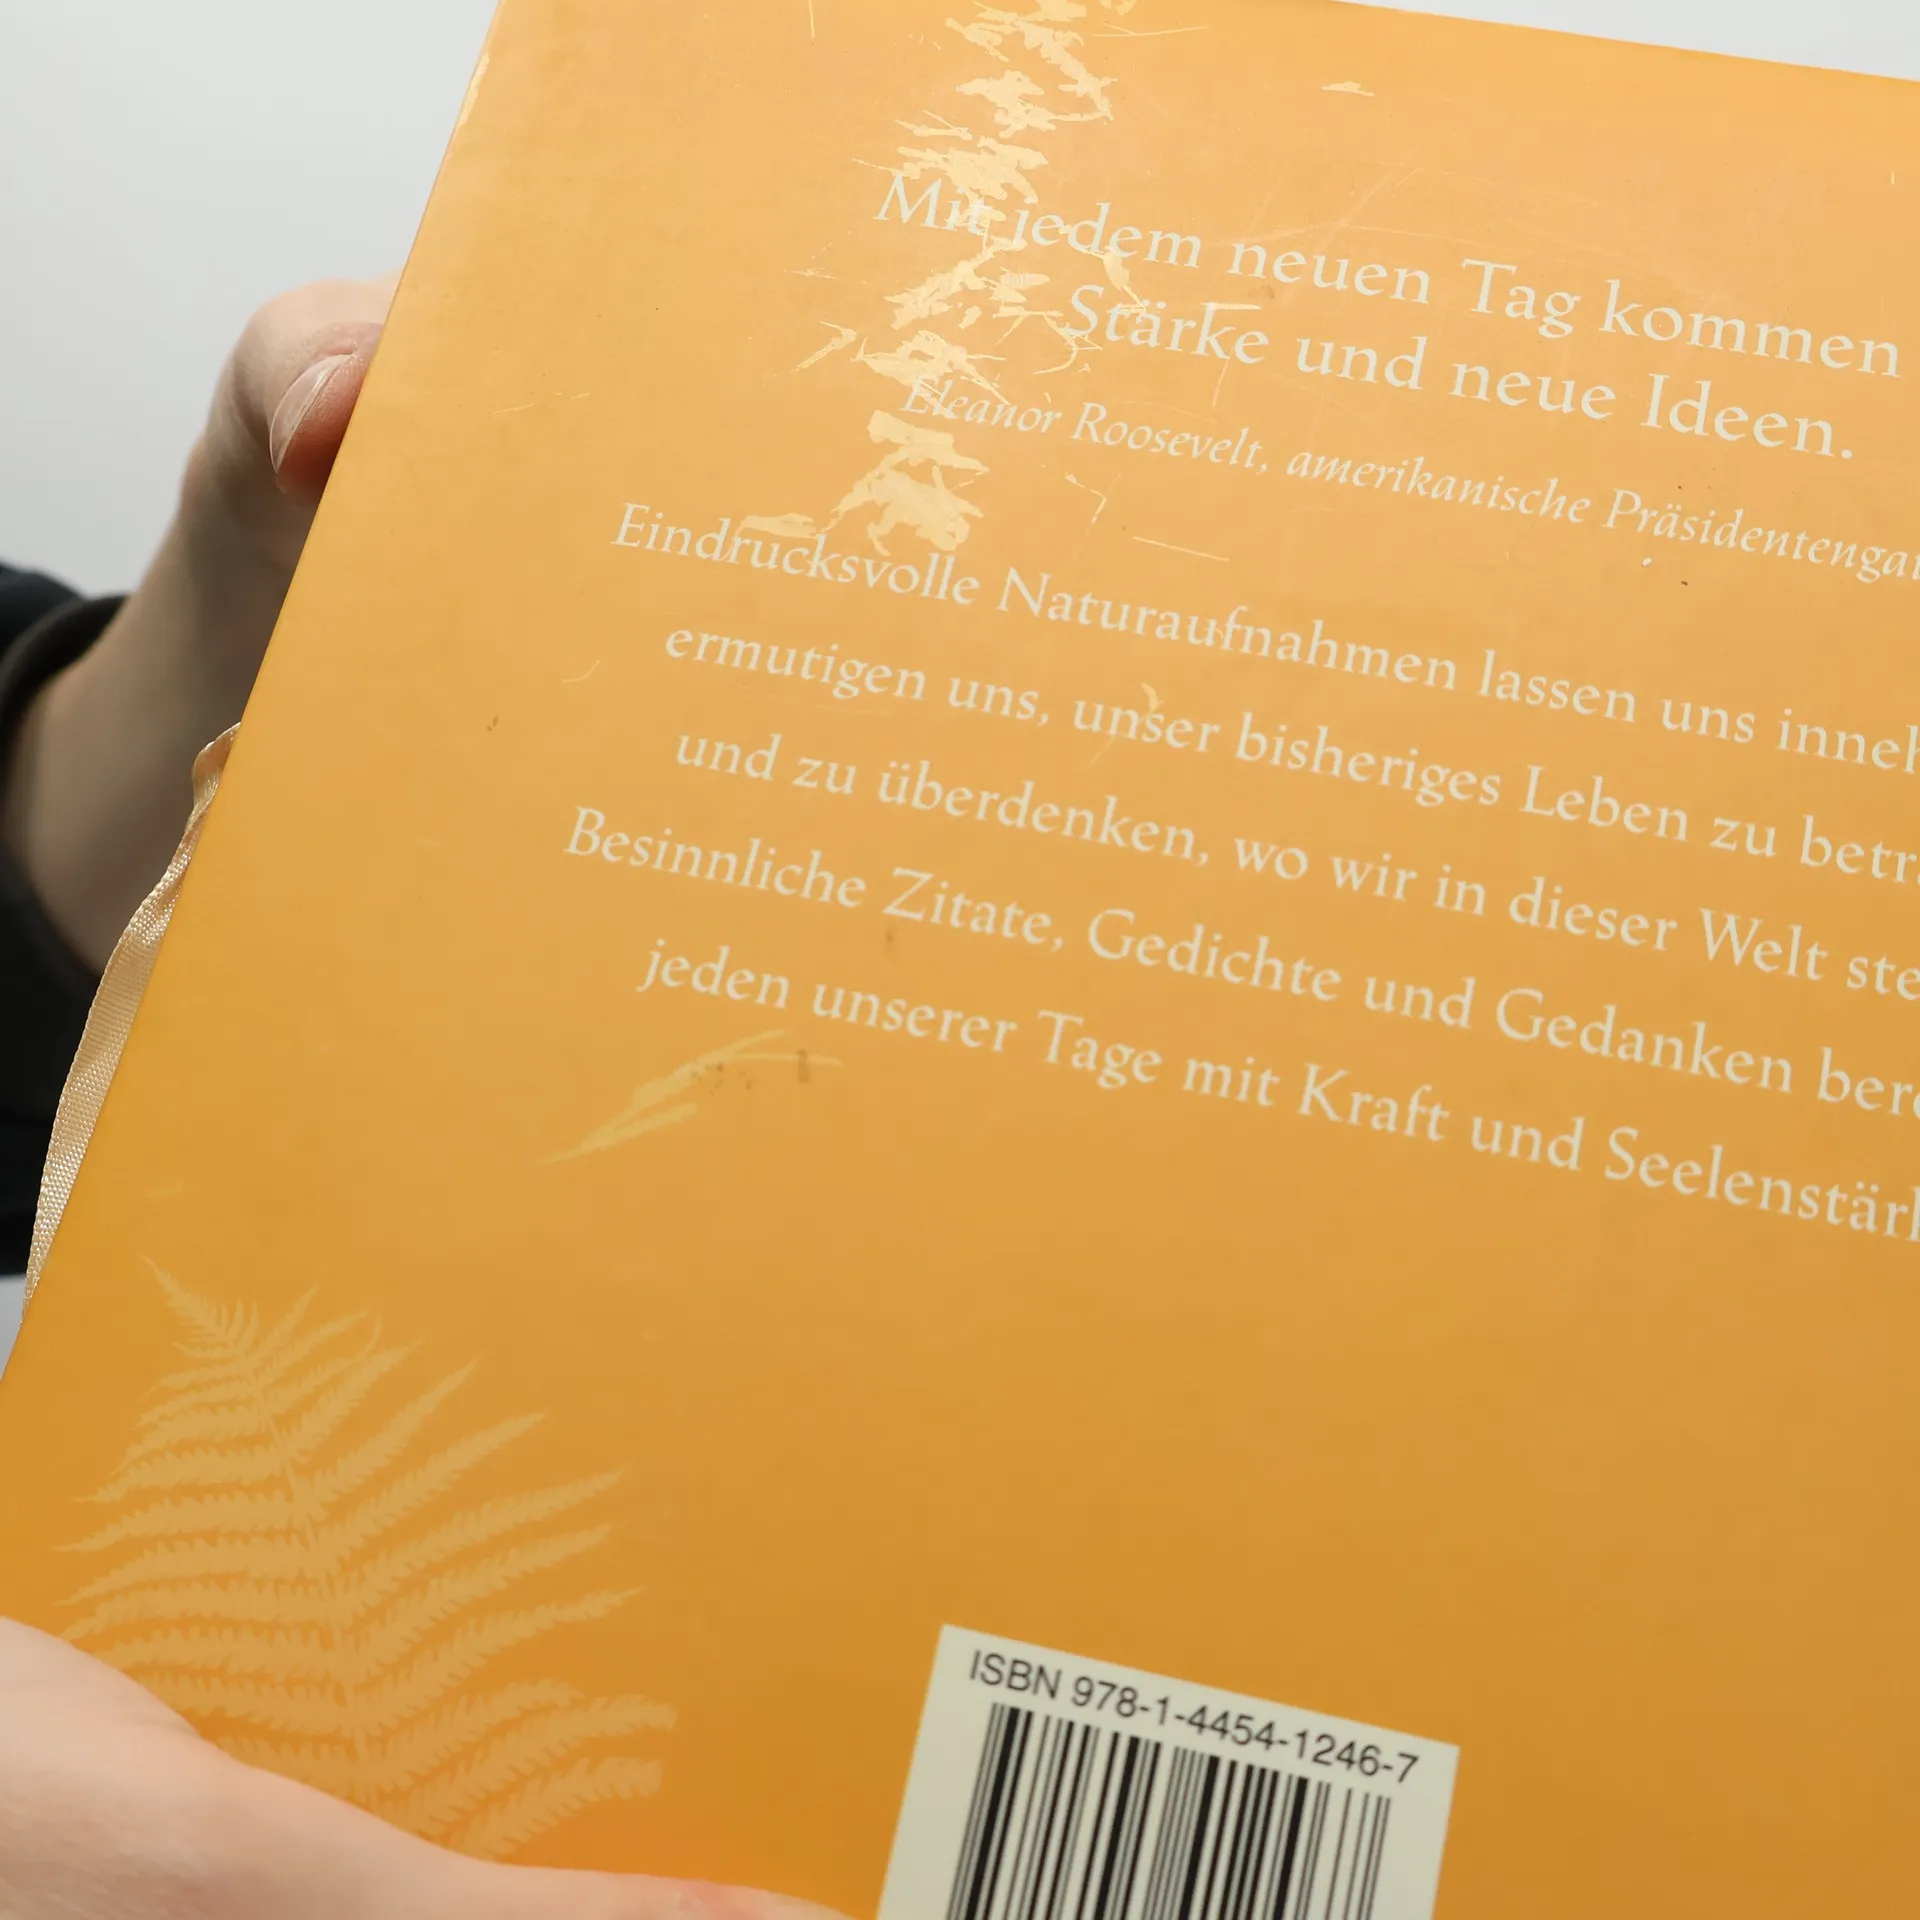 Mit jedem neuen Tag kommen
Stärke und neue Ideen.
Eleanor Roosevelt, amerikanische
Eindrucksvolle Naturaufnahmen lassen uns
ermutigen uns, unser bisheriges Leben zu
und zu überdenken, wo wir in dieser Welt
Besinnliche Zitate, Gedichte und Gedanken
jeden unserer Tage mit Kraft und
ISBN 978-1-4454-1246-7